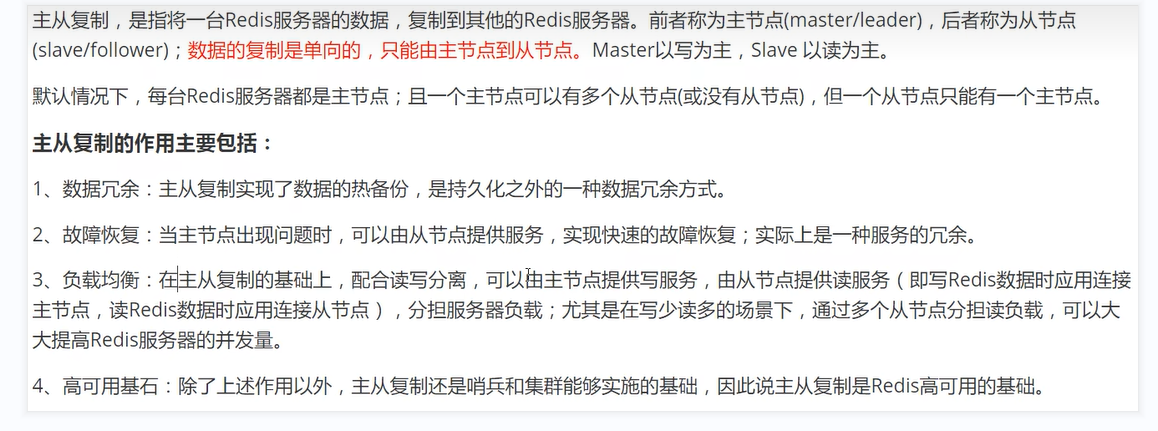 主从复制，是指将一台Redis服务器的数据，复制到其他的Redis服务器。前者称为主节点(master/leader)，后者称为从节点
(slave/follower)；数据的复制是单向的，只能由主节点到从节点。Master以写为主，Slave 以读为主。
默认情况下，每台Redis服务器都是主节点；且一个主节点可以有多个从节点(或没有从节点)，但一个从节点只能有一个主节点。
主从复制的作用主要包括：
1、数据冗余：主从复制实现了数据的热备份，是持久化之外的一种数据冗余方式。
2、故障恢复：当主节点出现问题时，可以由从节点提供服务，实现快速的故障恢复；实际上是一种服务的冗余。
3、负载均衡：在主从复制的基础上，配合读写分离，可以由主节点提供写服务，由从节点提供读服务（即写Redis数据时应用连接
主节点，读Redis数据时应用连接从节点），分担服务器负载；尤其是在写少读多的场景下，通过多个从节点分担读负载，可以大
大提高Redis服务器的并发量。
4、高可用基石：除了上述作用以外，主从复制还是哨兵和集群能够实施的基础，因此说主从复制是Redis高可用的基础。